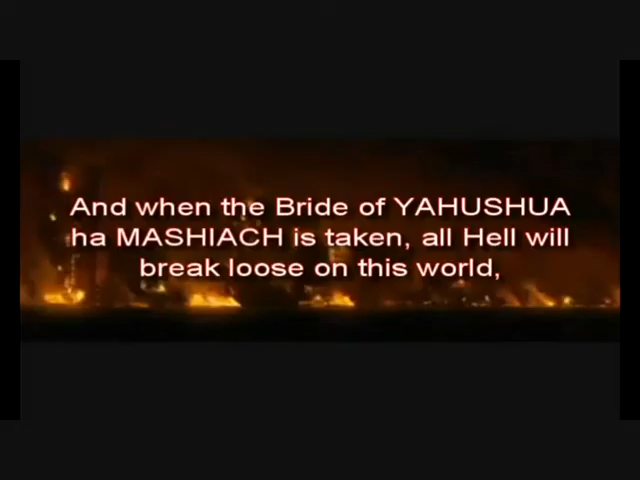 And when the Bride of YAHUSHUA
ha MASHIACH is taken, all Hell will
break loose on this world,